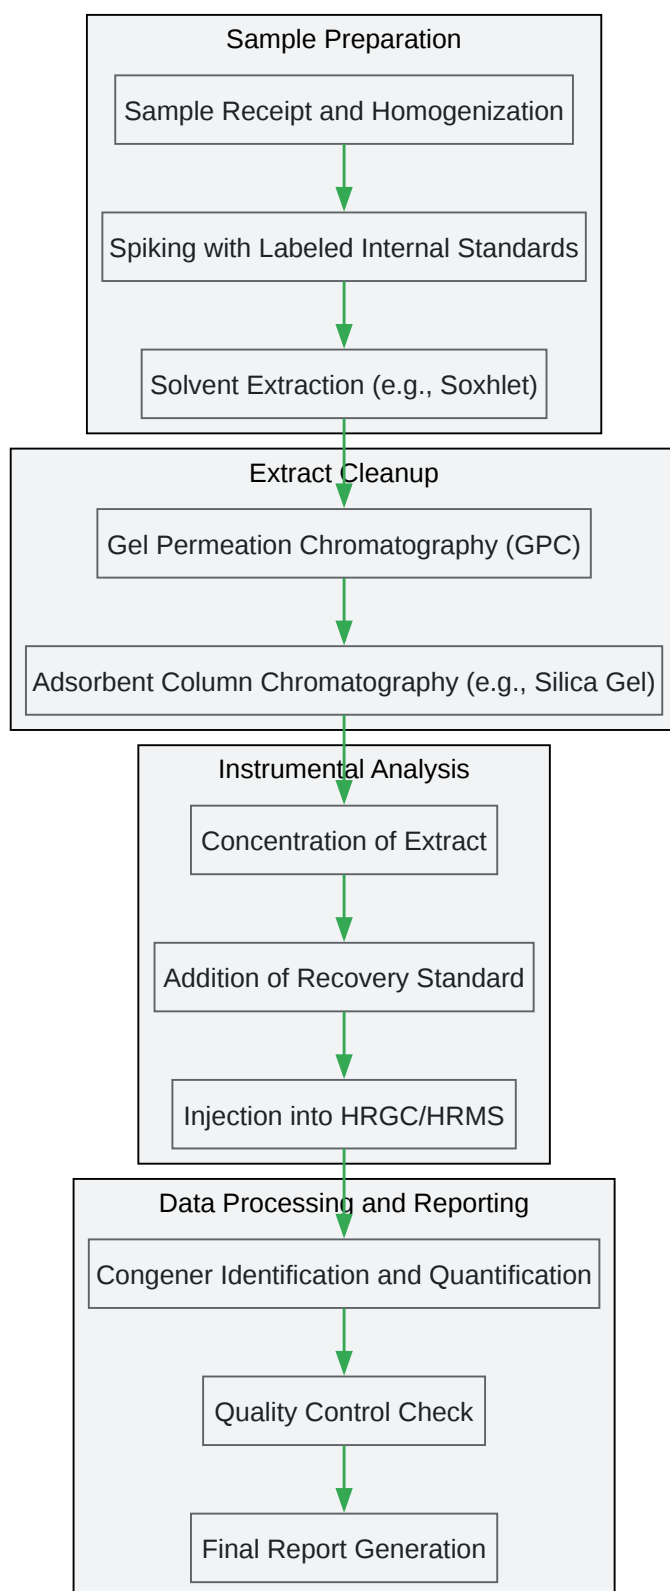 Sample Preparation
Sample Receipt and Homogenization
Spiking with Labeled Internal Standards
Solvent Extraction (e.g., Soxhlet)
Extract Cleanup
Gel Permeation Chromatography (GPC)
Adsorbent Column Chromatography (e.g., Silica Gel)
Instrumental Analysis
Concentration of Extract
Addition of Recovery Standard
Injection into HRGC/HRMS
Data Processing and Reporting
Congener Identification and Quantification
Quality Control Check
Final Report Generation